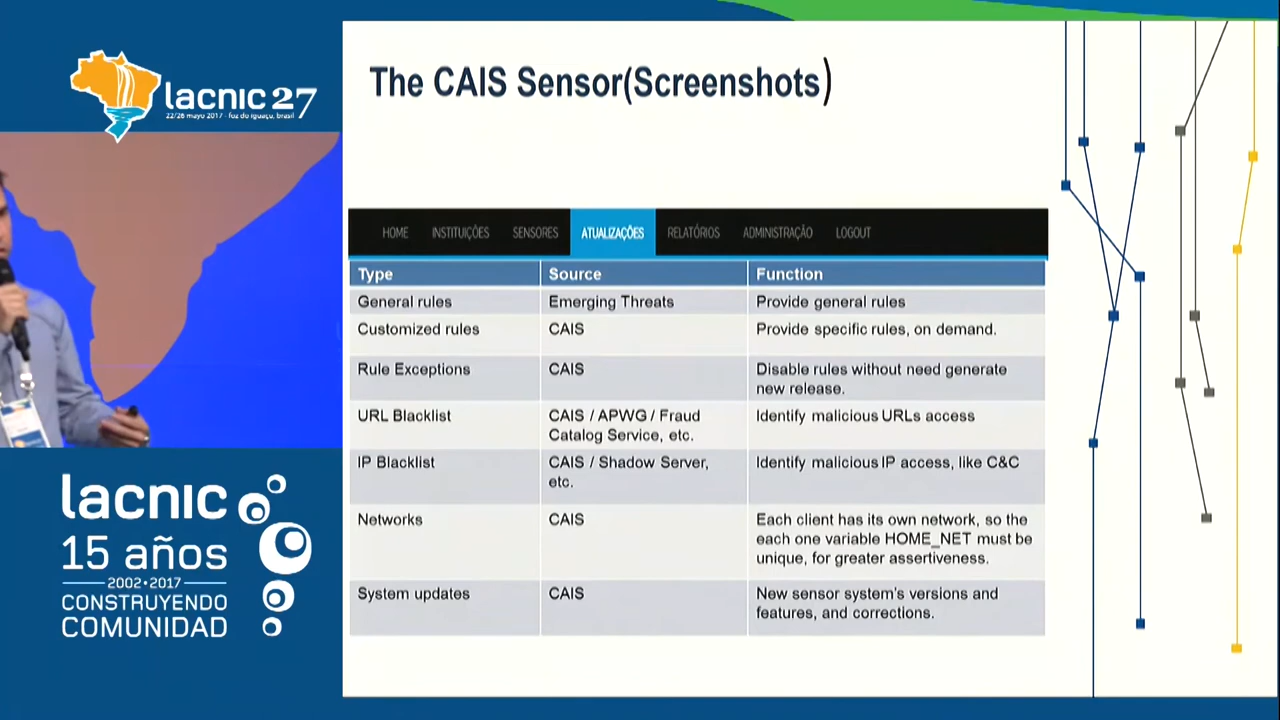 The CAIS Sensor(Screenshots)
lacnic 27
22/26 mayo 2017 - foz do iguaçu, brasil
HOME INSTITUIÇÕES SENSORES ATUALIZAÇÕES RELATÓRIOS ADMINISTRAÇÃO LOGOUT
Type Source Function
General rules Emerging Threats Provide general rules
Customized rules CAIS Provide specific rules, on demand.
Rule Exceptions CAIS Disable rules without need generate
new release.
URL Blacklist CAIS / APWG / Fraud Identify malicious URLs access
Catalog Service, etc.
IP Blacklist CAIS / Shadow Server, Identify malicious IP access, like C&C
etc.
Networks CAIS Each client has its own network, so the
each one variable HOME_NET must be
unique, for greater assertiveness.
System updates CAIS New sensor system's versions and
features, and corrections.
lacnic
15 años
2002•2017
CONSTRUYENDO
COMUNIDAD